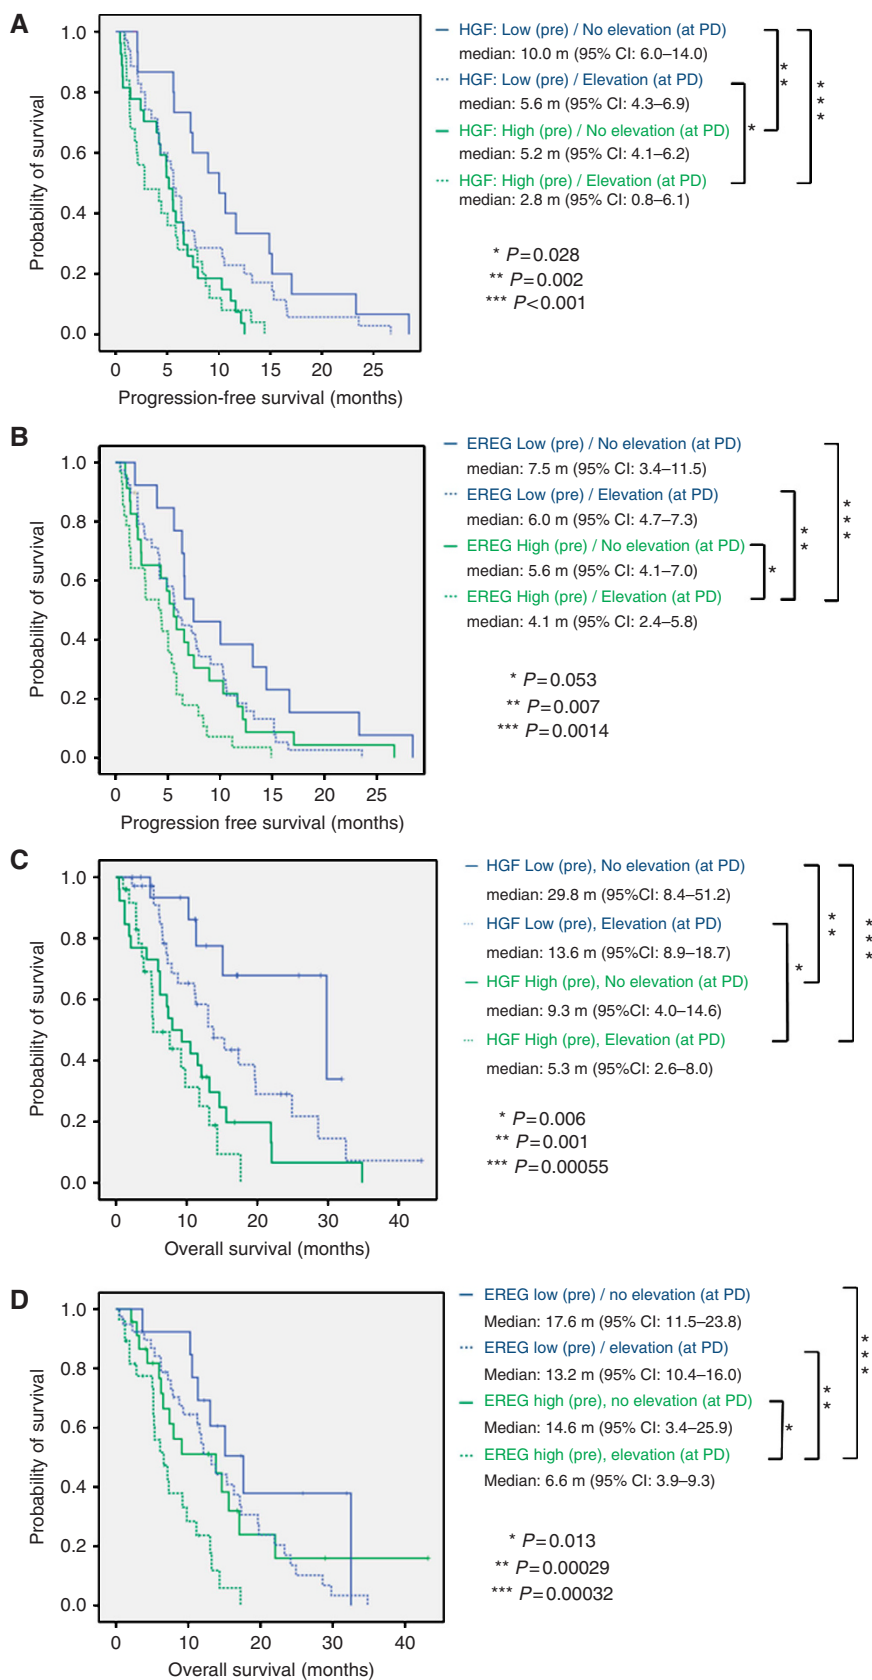 A
1.0
0.8
0.6
0.4
0.2
0.0
Probability of survival
0 5 10 15 20 25
Progression-free survival (months)
HGF: Low (pre) / No elevation (at PD)
median: 10.0 m (95% CI: 6.0–14.0)
HGF: Low (pre) / Elevation (at PD)
median: 5.6 m (95% CI: 4.3–6.9)
HGF: High (pre) / No elevation (at PD)
median: 5.2 m (95% CI: 4.1–6.2)
HGF: High (pre) / Elevation (at PD)
median: 2.8 m (95% CI: 0.8–6.1)
*
**
***
* P=0.028
** P=0.002
*** P<0.001
B
1.0
0.8
0.6
0.4
0.2
0.0
Probability of survival
0 5 10 15 20 25
Progression free survival (months)
EREG Low (pre) / No elevation (at PD)
median: 7.5 m (95% CI: 3.4–11.5)
EREG Low (pre) / Elevation (at PD)
median: 6.0 m (95% CI: 4.7–7.3)
EREG High (pre) / No elevation (at PD)
median: 5.6 m (95% CI: 4.1–7.0)
EREG High (pre) / Elevation (at PD)
median: 4.1 m (95% CI: 2.4–5.8)
*
**
***
* P=0.053
** P=0.007
*** P=0.0014
C
1.0
0.8
0.6
0.4
0.2
0.0
Probability of survival
0 10 20 30 40
Overall survival (months)
HGF Low (pre), No elevation (at PD)
median: 29.8 m (95%CI: 8.4–51.2)
HGF Low (pre), Elevation (at PD)
median: 13.6 m (95%CI: 8.9–18.7)
HGF High (pre), No elevation (at PD)
median: 9.3 m (95%CI: 4.0–14.6)
HGF High (pre), Elevation (at PD)
median: 5.3 m (95%CI: 2.6–8.0)
*
**
***
* P=0.006
** P=0.001
*** P=0.00055
D
1.0
0.8
0.6
0.4
0.2
0.0
Probability of survival
0 10 20 30 40
Overall survival (months)
EREG low (pre) / no elevation (at PD)
Median: 17.6 m (95% CI: 11.5–23.8)
EREG low (pre) / elevation (at PD)
Median: 13.2 m (95% CI: 10.4–16.0)
EREG high (pre), no elevation (at PD)
Median: 14.6 m (95% CI: 3.4–25.9)
EREG high (pre), elevation (at PD)
Median: 6.6 m (95% CI: 3.9–9.3)
*
**
***
* P=0.013
** P=0.00029
*** P=0.00032